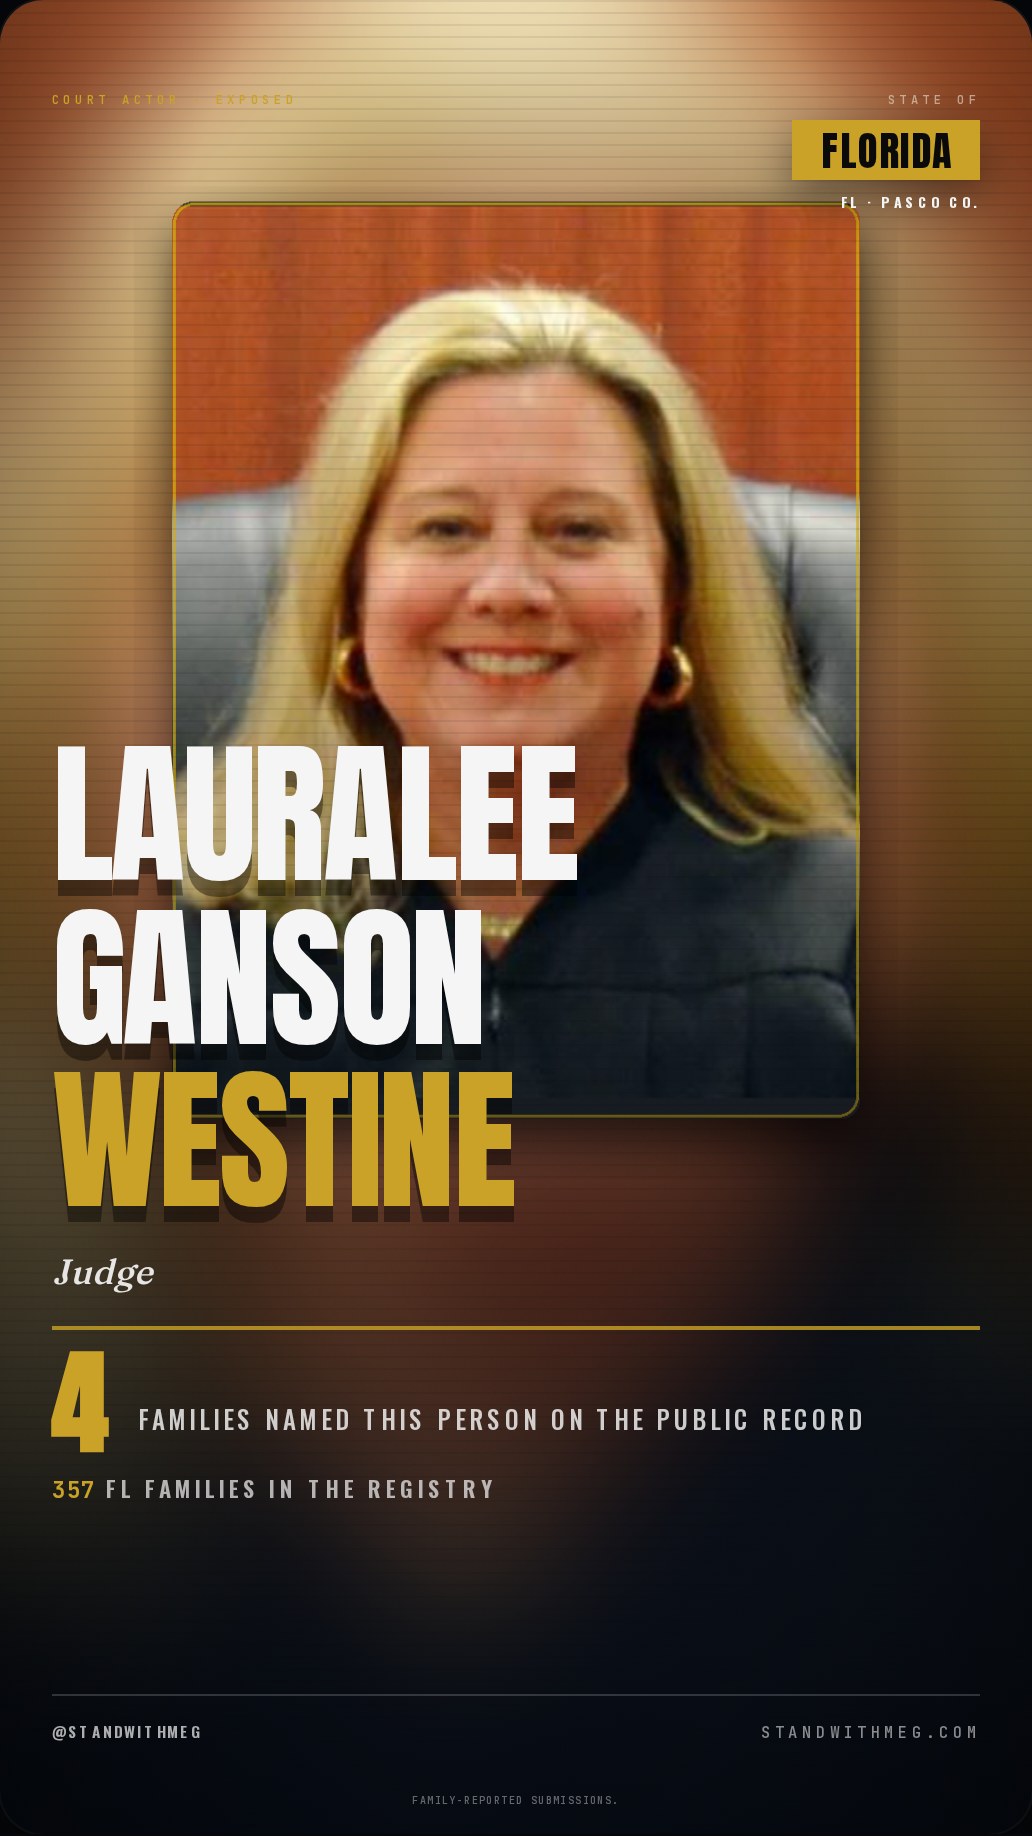 COURT ACTOR EXPOSED
STATE OF
FLORIDA
FL · PASCO CO.
LAURALEE
GANSON
WESTINE
Judge
4 FAMILIES NAMED THIS PERSON ON THE PUBLIC RECORD
357 FL FAMILIES IN THE REGISTRY
@STANDWITHMEG
STANDWITHMEG.COM
FAMILY-REPORTED SUBMISSIONS.